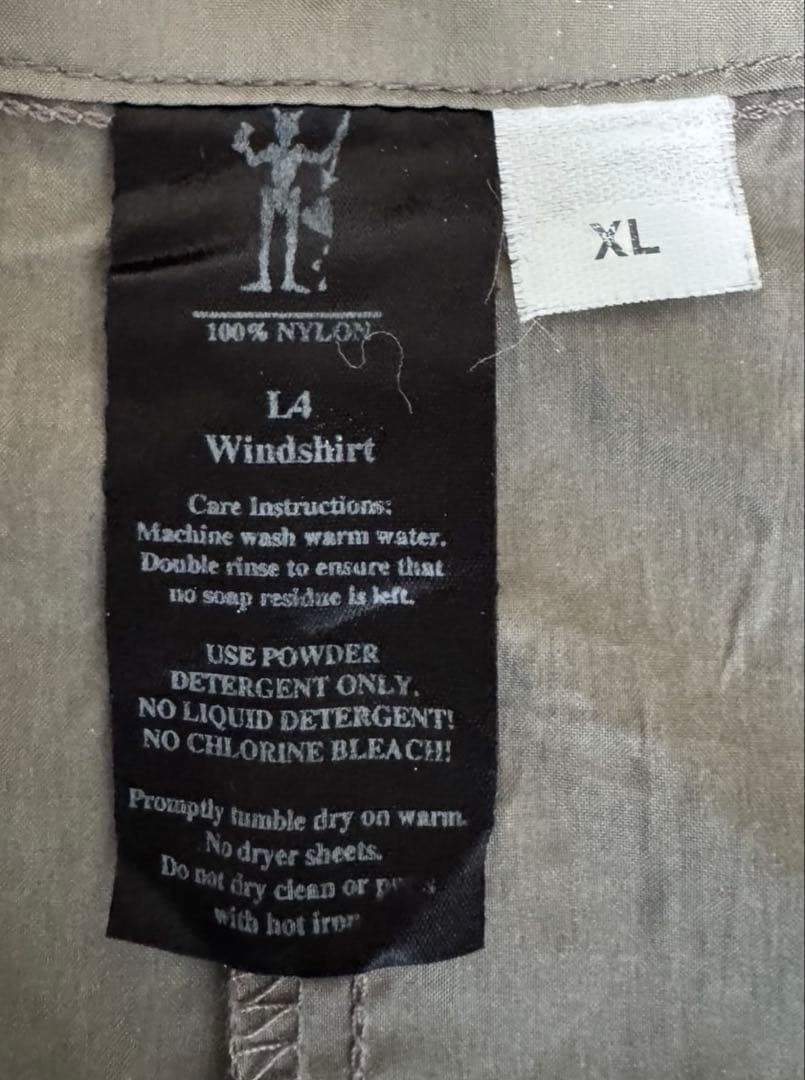 XL
100% NYLON
L4
Windshirt
Care Instructions:
Machine wash warm water.
Double rinse to ensure that
no soap residue is left.
USE POWDER
DETERGENT ONLY.
NO LIQUID DETERGENT!
NO CHLORINE BLEACH!
Promptly tumble dry on warm.
No dryer sheets.
Do not dry clean or
with hot iron